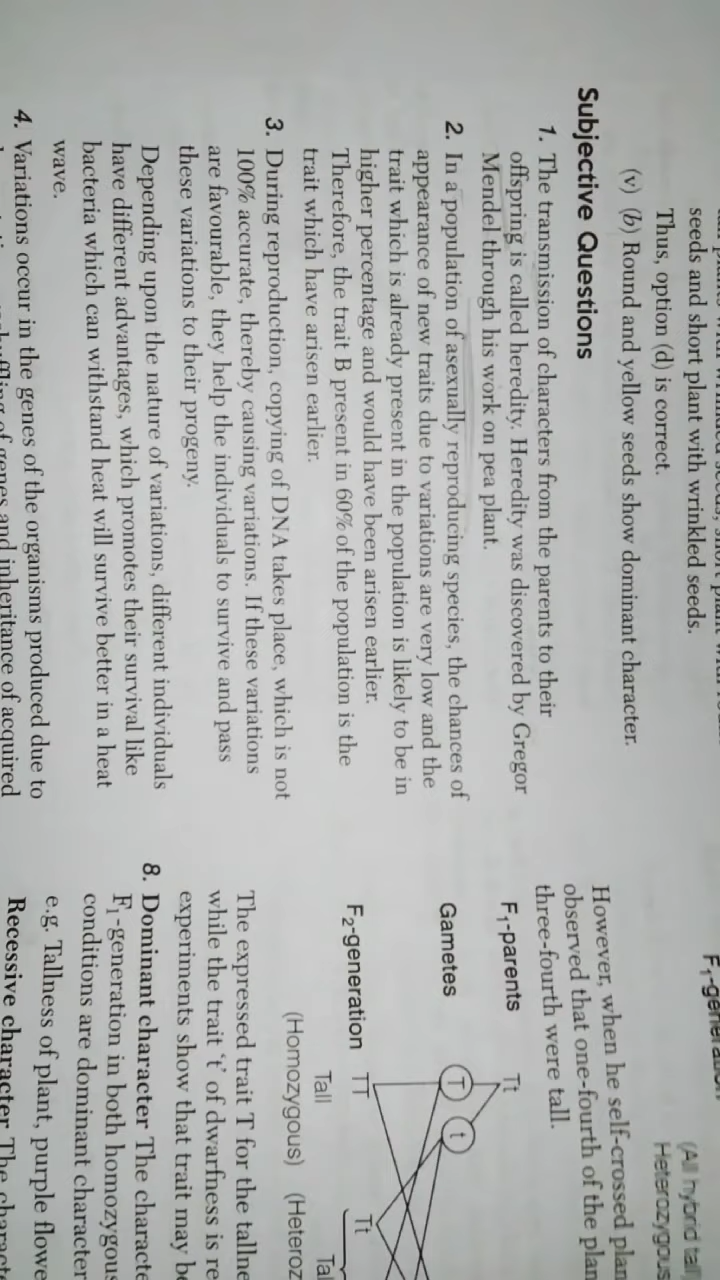 seeds and short plant with wrinkled seeds.
Thus, option (d) is correct.
(v) (b) Round and yellow seeds show dominant character.
Subjective Questions
1. The transmission of characters from the parents to their
offspring is called heredity. Heredity was discovered by Gregor
Mendel through his work on pea plant.
2. In a population of asexually reproducing species, the chances of
appearance of new traits due to variations are very low and the
trait which is already present in the population is likely to be in
higher percentage and would have been arisen earlier.
Therefore, the trait B present in 60% of the population is the
trait which have arisen earlier.
3. During reproduction, copying of DNA takes place, which is not
100% accurate, thereby causing variations. If these variations
are favourable, they help the individuals to survive and pass
these variations to their progeny.
Depending upon the nature of variations, different individuals
have different advantages, which promotes their survival like
bacteria which can withstand heat will survive better in a heat
wave.
4. Variations occur in the genes of the organisms produced due to
of genes and inheritance of acquired
F₁-generation
(All hybrid tall
Heterozygous
However, when he self-crossed plan
observed that one-fourth of the plan
three-fourth were tall.
F₁-parents Tt
Gametes T t
F₂-generation TT Tt
Tall Tal
(Homozygous) (Heteroz
The expressed trait T for the tallne
while the trait ‘t’ of dwarfness is re
experiments show that trait may be
8. Dominant character The characte
F₁-generation in both homozygous
conditions are dominant character
e.g. Tallness of plant, purple flowe
Recessive character The charact